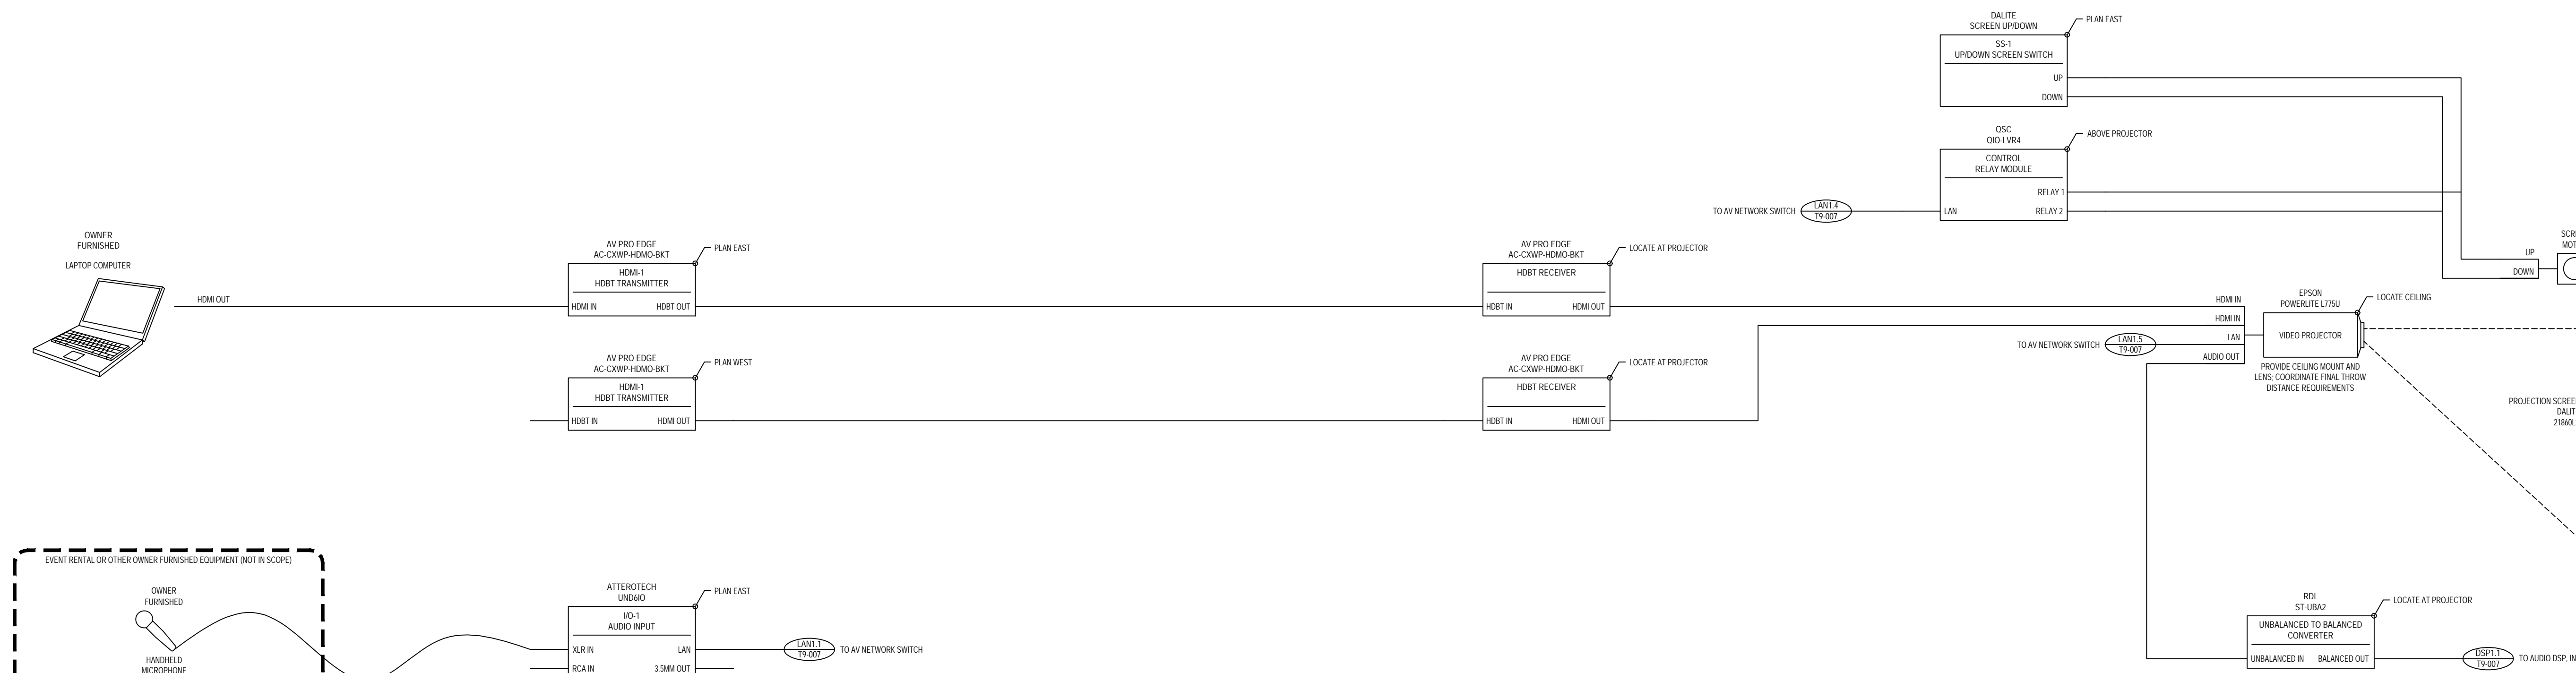 DALITE
SCREEN UP/DOWN
PLAN EAST
SS-1
UP/DOWN SCREEN SWITCH
UP
DOWN
QSC
QIO-LVR4
ABOVE PROJECTOR
CONTROL
RELAY MODULE
RELAY 1
TO AV NETWORK SWITCH
LAN1.4
T9-007
LAN
RELAY 2
OWNER
FURNISHED
LAPTOP COMPUTER
HDMI OUT
AV PRO EDGE
AC-CXWP-HDMO-BKT
PLAN EAST
HDMI-1
HDBT TRANSMITTER
HDMI IN
HDBT OUT
AV PRO EDGE
AC-CXWP-HDMO-BKT
LOCATE AT PROJECTOR
HDBT RECEIVER
HDBT IN
HDMI OUT
UP
DOWN
HDMI IN
HDMI IN
LAN
AUDIO OUT
TO AV NETWORK SWITCH
LAN1.5
T9-007
EPSON
POWERLITE L775U
LOCATE CEILING
VIDEO PROJECTOR
PROVIDE CEILING MOUNT AND
LENS; COORDINATE FINAL THROW
DISTANCE REQUIREMENTS
AV PRO EDGE
AC-CXWP-HDMO-BKT
PLAN WEST
HDMI-1
HDBT TRANSMITTER
HDBT IN
HDMI OUT
AV PRO EDGE
AC-CXWP-HDMO-BKT
LOCATE AT PROJECTOR
HDBT RECEIVER
HDBT IN
HDMI OUT
PROJECTION SCREE
DALIT
21860L
EVENT RENTAL OR OTHER OWNER FURNISHED EQUIPMENT (NOT IN SCOPE)
OWNER
FURNISHED
HANDHELD
MICROPHONE
ATTEROTECH
UND6IO
PLAN EAST
I/O-1
AUDIO INPUT
XLR IN
LAN
RCA IN
3.5MM OUT
LAN1.1
T9-007
TO AV NETWORK SWITCH
RDL
ST-UBA2
LOCATE AT PROJECTOR
UNBALANCED TO BALANCED
CONVERTER
UNBALANCED IN
BALANCED OUT
DSP1.1
T9-007
TO AUDIO DSP, IN